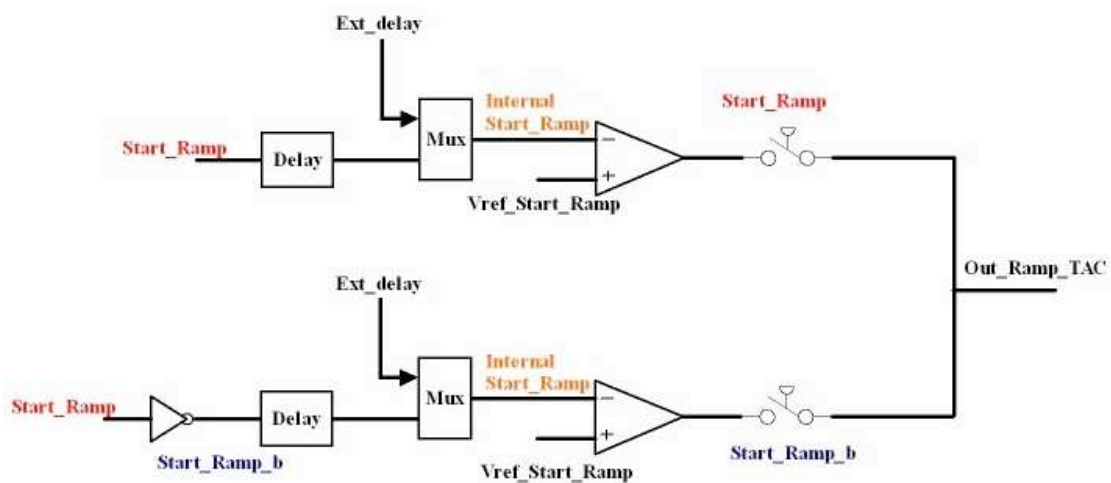 Ext_delay
Internal
Start_Ramp
Start_Ramp
Mux
Start_Ramp
Delay
−
+
Vref_Start_Ramp
Out_Ramp_TAC
Ext_delay
Internal
Start_Ramp
Mux
Start_Ramp
Delay
−
+
Start_Ramp_b
Vref_Start_Ramp
Start_Ramp_b